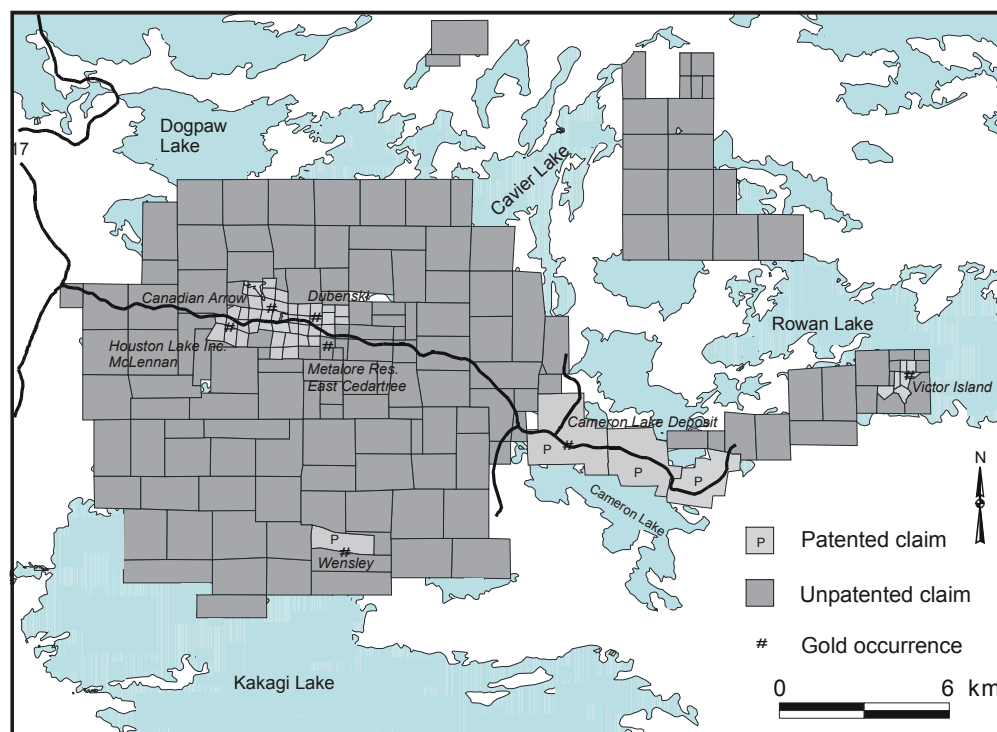 Dogpaw
Lake
17
Cavier Lake
Canadian Arrow
Dubenski
Rowan Lake
Houston Lake Inc.
McLennan
Metalore Res.
East Cedartree
Victor Island
Cameron Lake Deposit
P
P
P
Cameron Lake
N
P
Wensley
P Patented claim
Unpatented claim
# Gold occurrence
Kakagi Lake
0 6 km